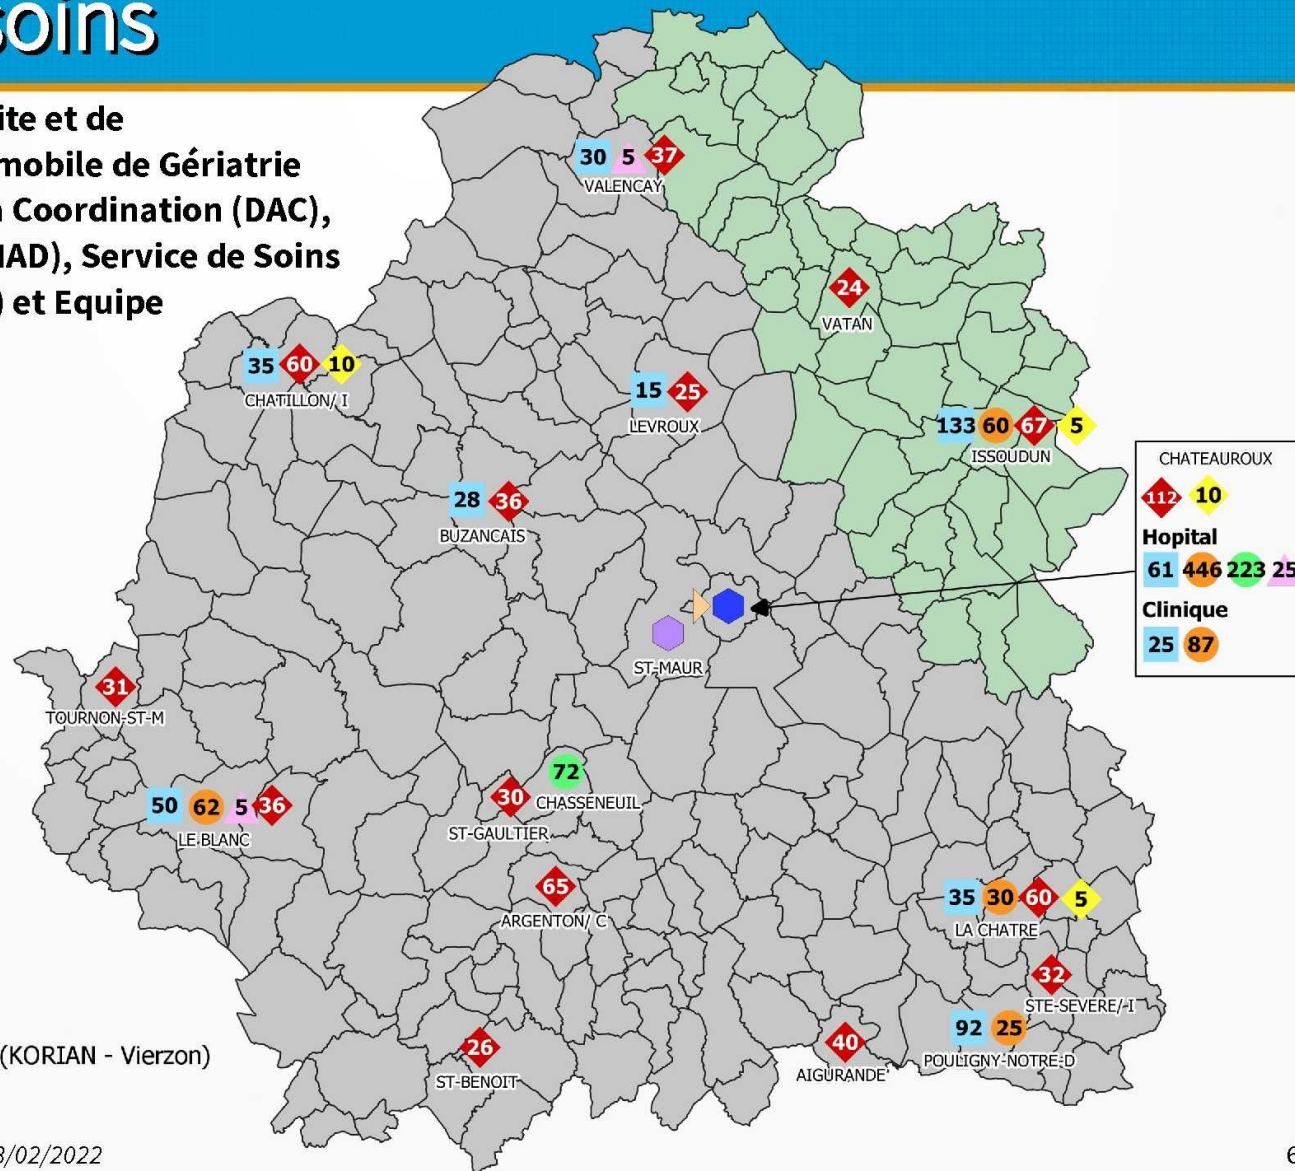 soins
ite et de
mobile de Gériatrie
Coordination (DAC),
IAD), Service de Soins
) et Equipe
30 5 37
VALENCAY
24
VATAN
35 60 10
CHATILLON/ I
15 25
LEVROUX
133 60 67 5
ISSOUDUN
CHATEAUROUX
112 10
Hopital
61 446 223 25
Clinique
25 87
28 36
BUZANCAIS
ST-MAUR
31
TOURNON-ST-M
72
CHASSENEUIL
30
ST-GAULTIER
50 62 5 36
LE BLANC
65
ARGENTON/ C
35 30 60 5
LA CHATRE
32
STE-SEVERE/-I
92 25
POULIGNY-NOTRE-D
40
AIGURANDE
26
ST-BENOIT
(KORIAN - Vierzon)
3/02/2022
6